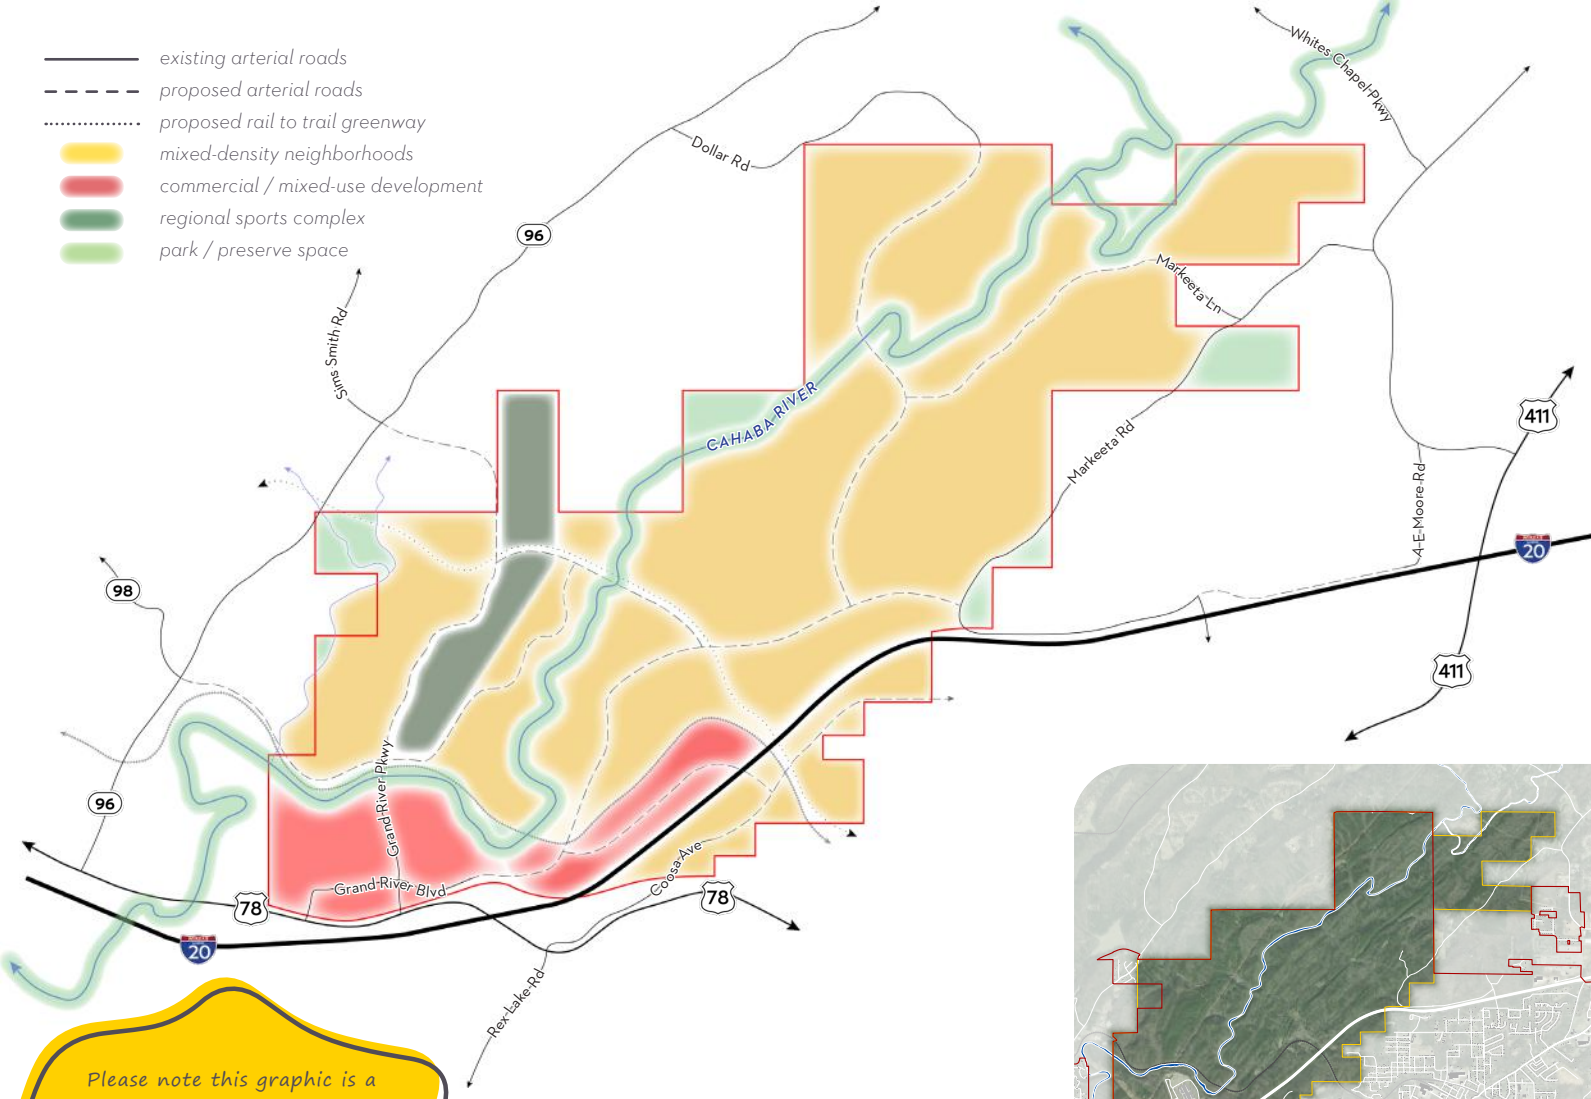 existing arterial roads
proposed arterial roads
proposed rail to trail greenway
mixed-density neighborhoods
commercial / mixed-use development
regional sports complex
park / preserve space
Whites Chapel Pkwy
Dollar Rd
96
Sims Smith Rd
Markeeta Ln
CAHABA RIVER
411
Markeeta Rd
A-E-Moore-Rd
20
98
411
96
Grand River Pkwy
Grand River Blvd
Coosa Ave
78
78
20
Rex-Lake-Rd
Please note this graphic is a